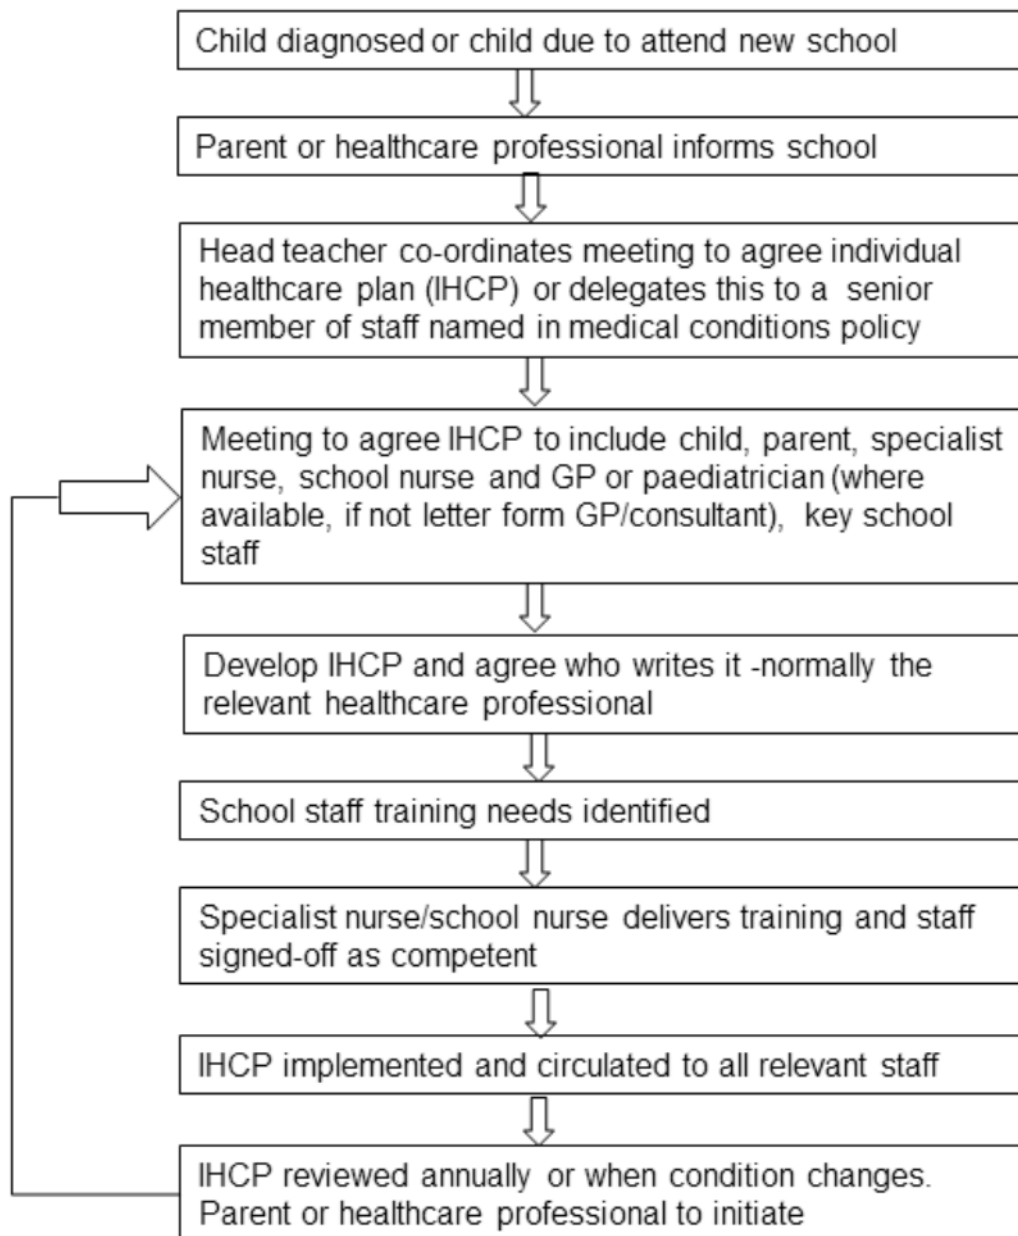 Child diagnosed or child due to attend new school
Parent or healthcare professional informs school
Head teacher co-ordinates meeting to agree individual
healthcare plan (IHCP) or delegates this to a senior
member of staff named in medical conditions policy
Meeting to agree IHCP to include child, parent, specialist
nurse, school nurse and GP or paediatrician (where
available, if not letter form GP/consultant), key school
staff
Develop IHCP and agree who writes it -normally the
relevant healthcare professional
School staff training needs identified
Specialist nurse/school nurse delivers training and staff
signed-off as competent
IHCP implemented and circulated to all relevant staff
IHCP reviewed annually or when condition changes.
Parent or healthcare professional to initiate